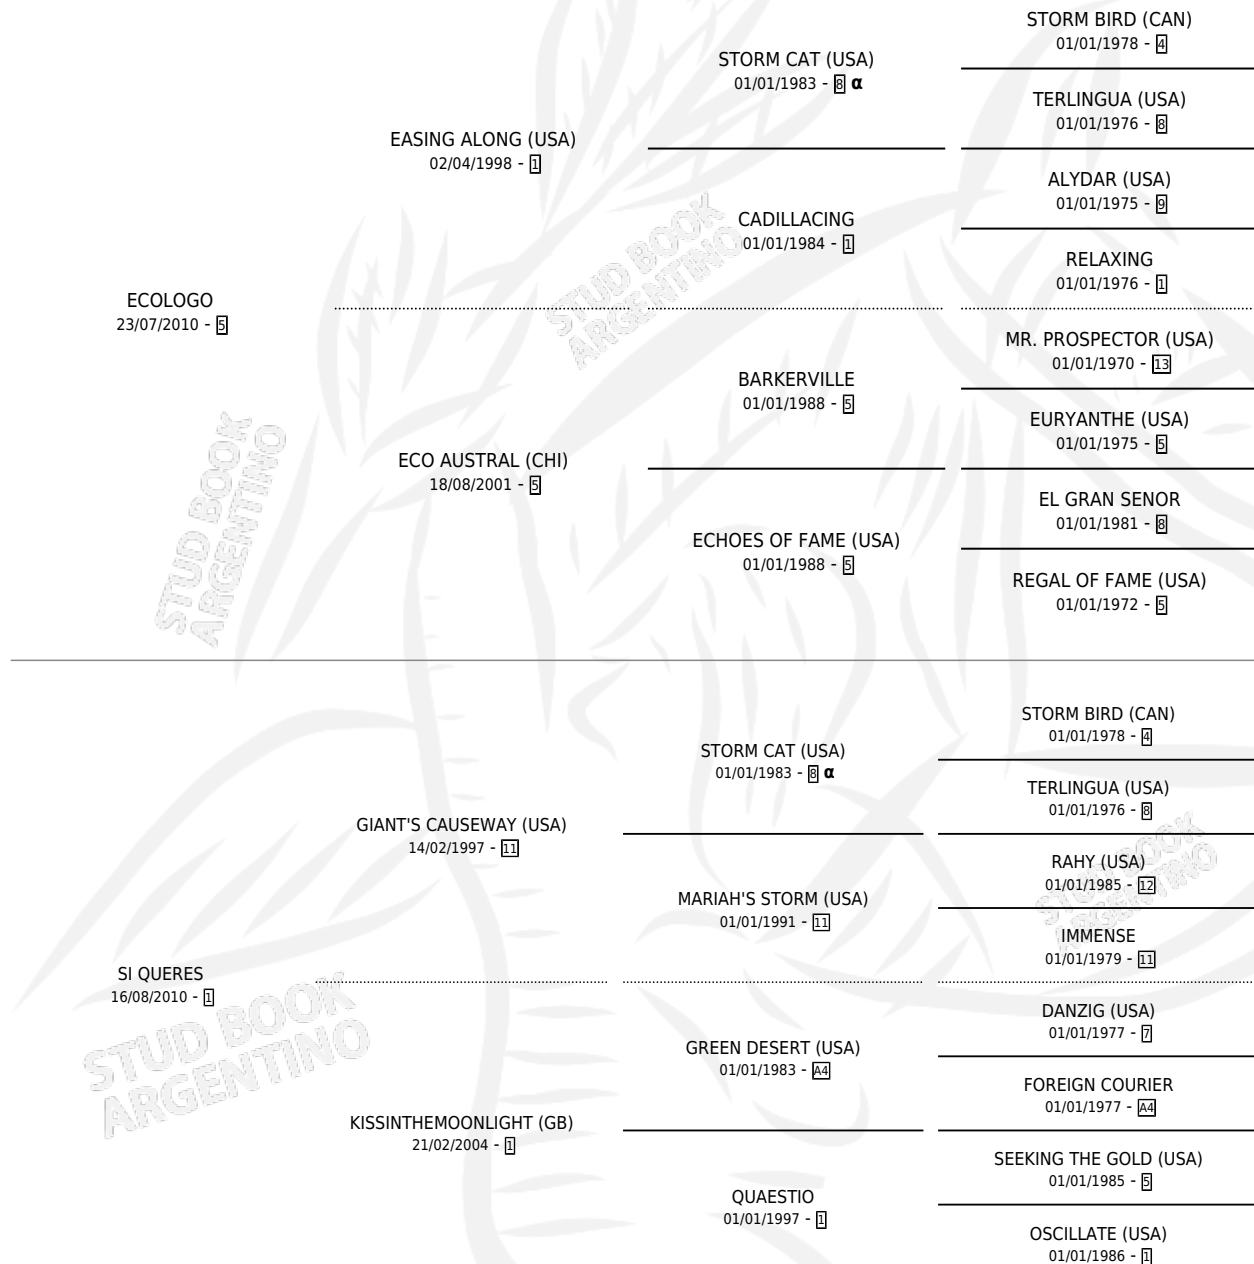 STORM BIRD (CAN)
01/01/1978 - 4
STORM CAT (USA)
01/01/1983 - 8 α
TERLINGUA (USA)
01/01/1976 - 8
EASING ALONG (USA)
02/04/1998 - 1
ALYDAR (USA)
01/01/1975 - 9
CADILLACING
01/01/1984 - 1
RELAXING
01/01/1976 - 1
ECOLOGO
23/07/2010 - 5
MR. PROSPECTOR (USA)
01/01/1970 - 13
BARKERVILLE
01/01/1988 - 5
EURYANTHE (USA)
01/01/1975 - 5
ECO AUSTRAL (CHI)
18/08/2001 - 5
EL GRAN SENOR
01/01/1981 - 8
ECHOES OF FAME (USA)
01/01/1988 - 5
REGAL OF FAME (USA)
01/01/1972 - 5
STORM BIRD (CAN)
01/01/1978 - 4
STORM CAT (USA)
01/01/1983 - 8 α
TERLINGUA (USA)
01/01/1976 - 8
GIANT'S CAUSEWAY (USA)
14/02/1997 - 11
RAHY (USA)
01/01/1985 - 12
MARIAH'S STORM (USA)
01/01/1991 - 11
IMMENSE
01/01/1979 - 11
SI QUERES
16/08/2010 - 1
DANZIG (USA)
01/01/1977 - 7
GREEN DESERT (USA)
01/01/1983 - A4
FOREIGN COURIER
01/01/1977 - A4
KISSINTHEMOONLIGHT (GB)
21/02/2004 - 1
SEEKING THE GOLD (USA)
01/01/1985 - 5
QUAESTIO
01/01/1997 - 1
OSCILLATE (USA)
01/01/1986 - 1
STUD BOOK
ARGENTINO
STUD BOOK
ARGENTINO
STUD BOOK
ARGENTINO
STUD BOOK
ARGENTINO